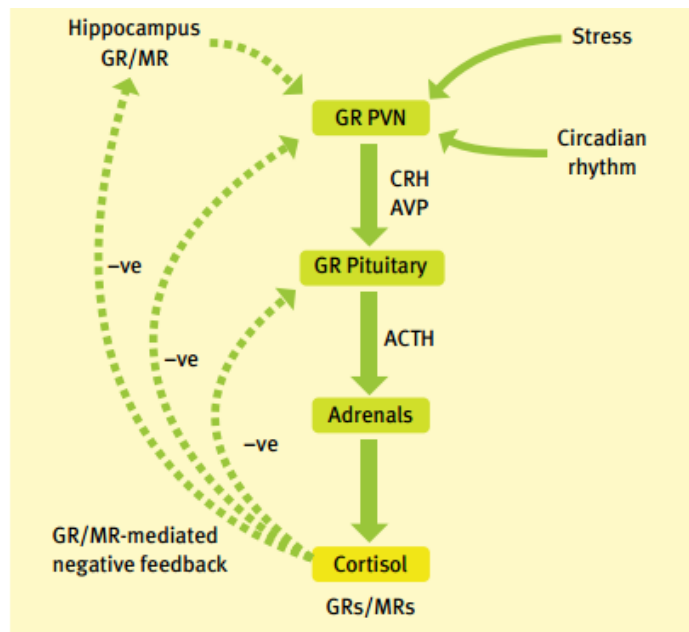 Hippocampus
GR/MR
Stress
GR PVN
Circadian
rhythm
CRH
AVP
–ve
GR Pituitary
ACTH
–ve
Adrenals
–ve
GR/MR-mediated
negative feedback
Cortisol
GRs/MRs